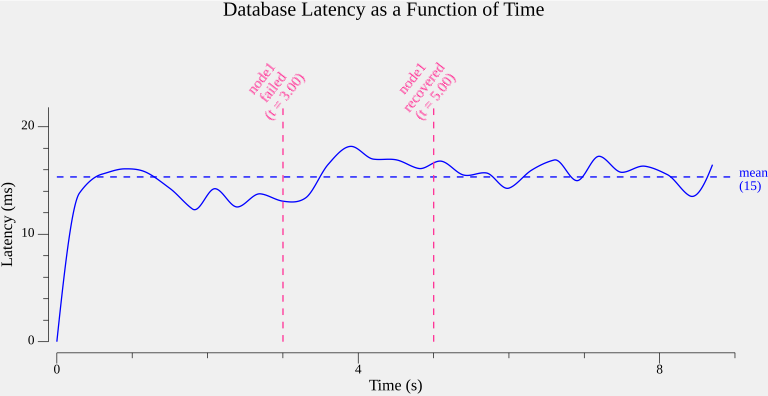 Database Latency as a Function of Time
node1
failed
(t = 3.00)
node1
recovered
(t = 5.00)
20
10
0
Latency (ms)
mean
(15)
0
4
8
Time (s)